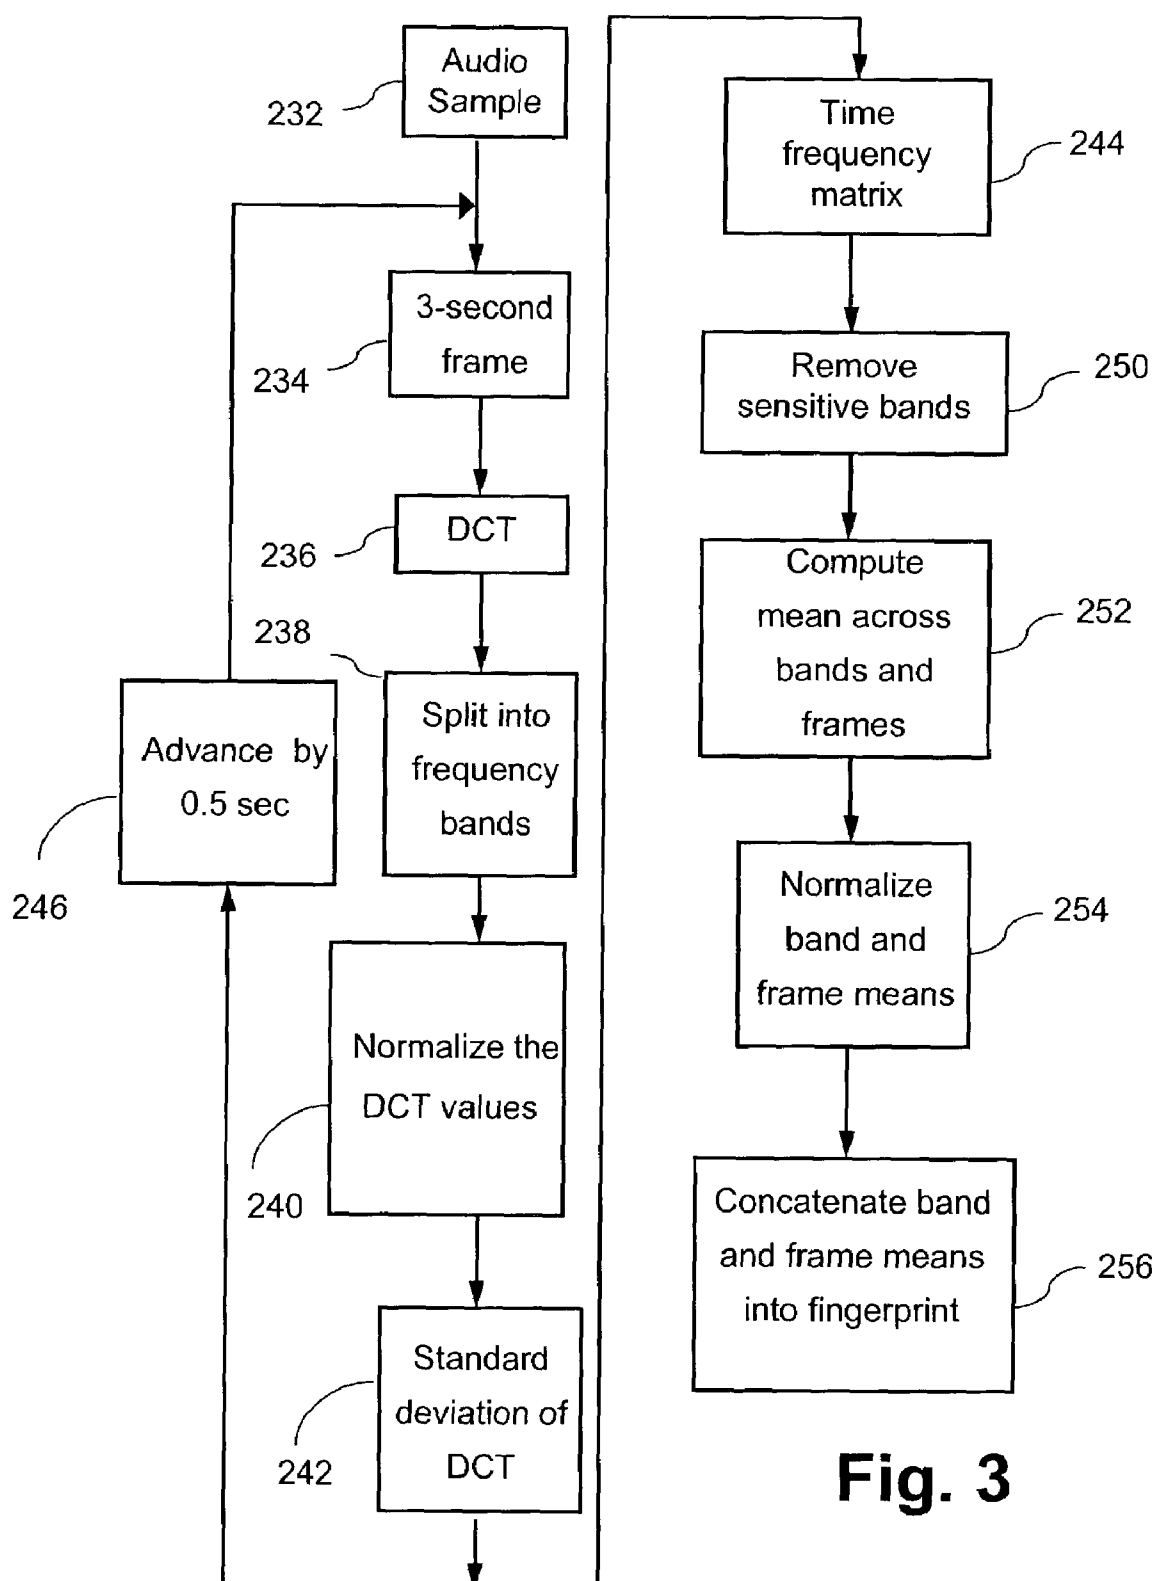 Audio
Sample
232
3-second
frame
234
DCT
236
238
Split into
frequency
bands
Advance by
0.5 sec
246
Normalize the
DCT values
240
Standard
deviation of
DCT
242
Time
frequency
matrix
244
Remove
sensitive bands
250
Compute
mean across
bands and
frames
252
Normalize
band and
frame means
254
Concatenate band
and frame means
into fingerprint
256
Fig. 3